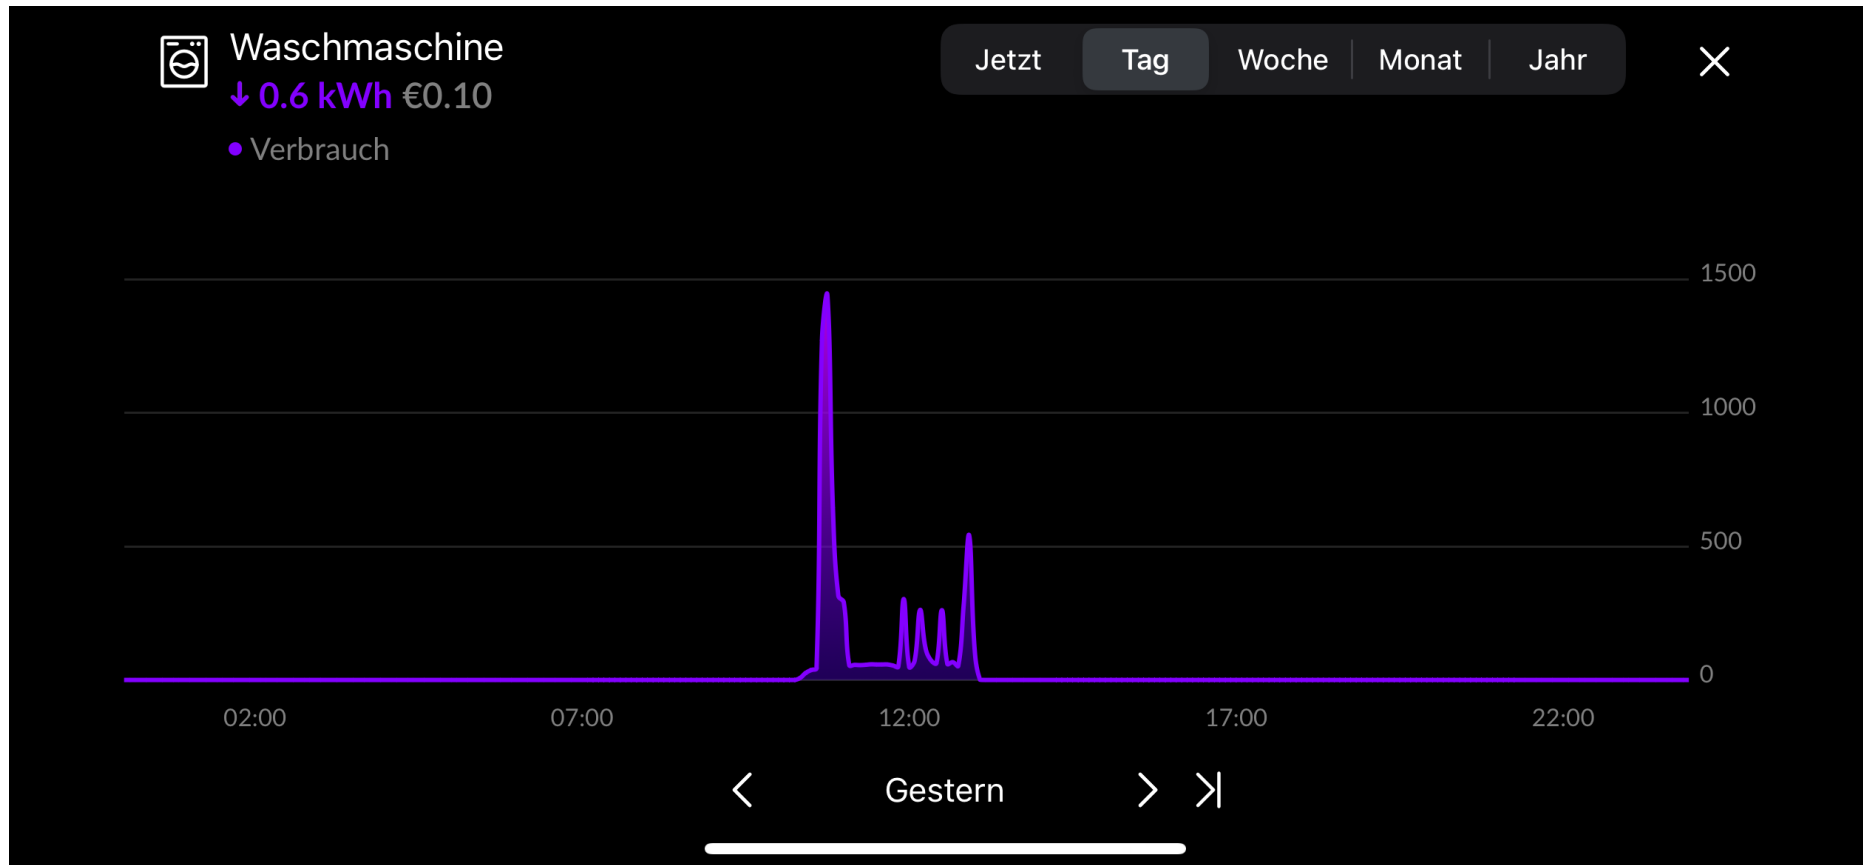 Waschmaschine
↓ 0.6 kWh €0.10
• Verbrauch
Jetzt Tag Woche Monat Jahr
1500
1000
500
0
02:00 07:00 12:00 17:00 22:00
Gestern